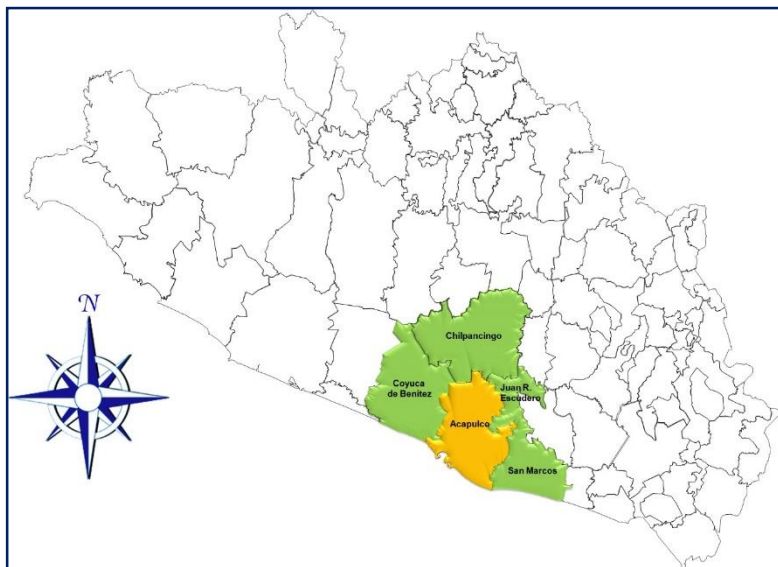 N
Chilpancingo
Coyuca
de Benítez
Juan R.
Escudero
Acapulco
San Marcos